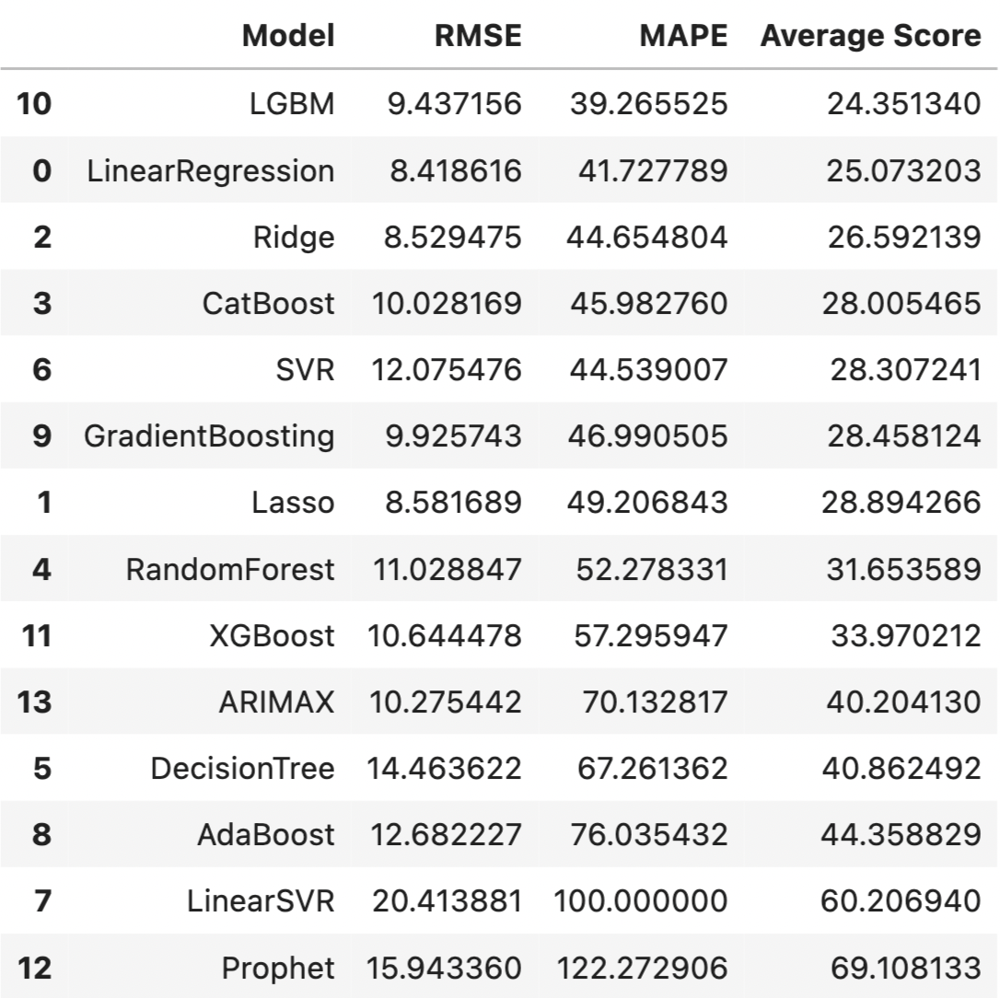 Model RMSE MAPE Average Score
10 LGBM 9.437156 39.265525 24.351340
0 LinearRegression 8.418616 41.727789 25.073203
2 Ridge 8.529475 44.654804 26.592139
3 CatBoost 10.028169 45.982760 28.005465
6 SVR 12.075476 44.539007 28.307241
9 GradientBoosting 9.925743 46.990505 28.458124
1 Lasso 8.581689 49.206843 28.894266
4 RandomForest 11.028847 52.278331 31.653589
11 XGBoost 10.644478 57.295947 33.970212
13 ARIMAX 10.275442 70.132817 40.204130
5 DecisionTree 14.463622 67.261362 40.862492
8 AdaBoost 12.682227 76.035432 44.358829
7 LinearSVR 20.413881 100.000000 60.206940
12 Prophet 15.943360 122.272906 69.108133